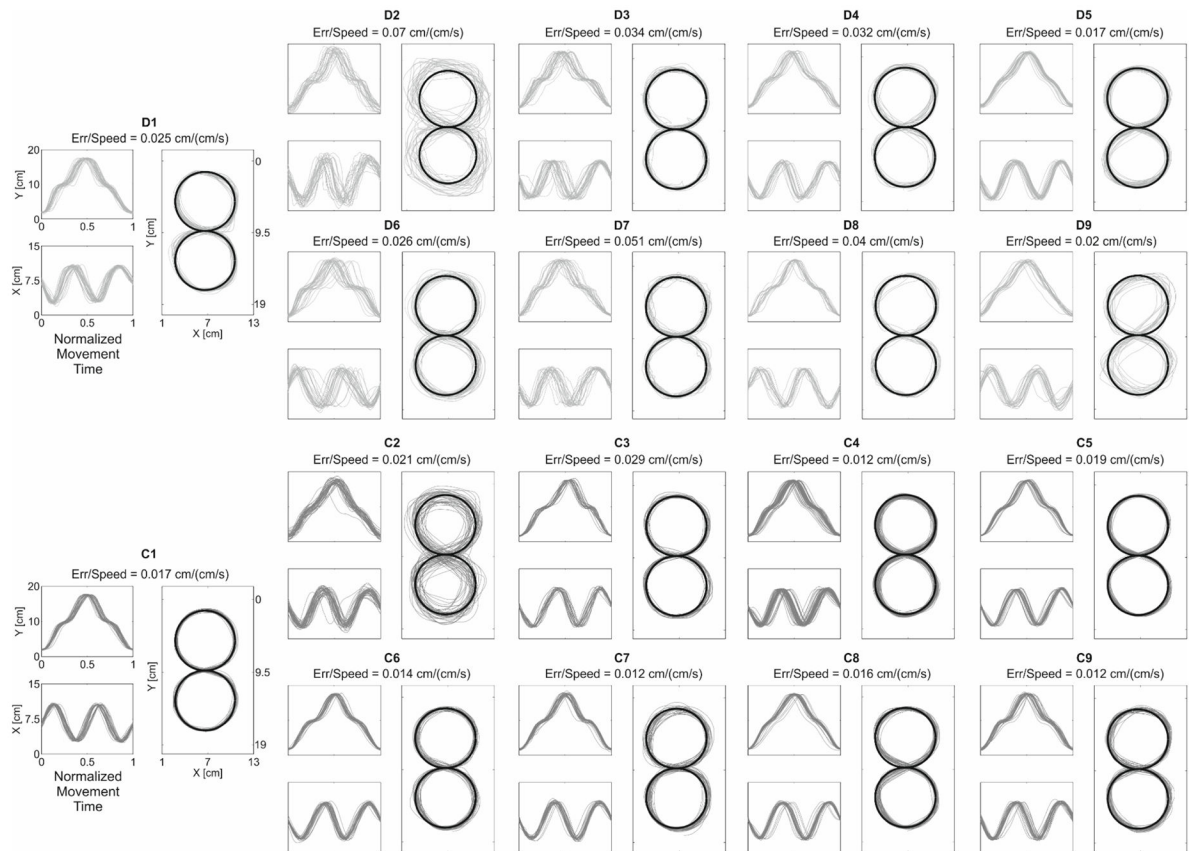 D1
Err/Speed = 0.025 cm/(cm/s)
20
10
0
Y [cm]
0 0.5 1
15
7.5
0
X [cm]
0 0.5 1
Normalized
Movement
Time
Y [cm]
0
9.5
19
1 7 13
X [cm]
D2
Err/Speed = 0.07 cm/(cm/s)
D3
Err/Speed = 0.034 cm/(cm/s)
D4
Err/Speed = 0.032 cm/(cm/s)
D5
Err/Speed = 0.017 cm/(cm/s)
D6
Err/Speed = 0.026 cm/(cm/s)
D7
Err/Speed = 0.051 cm/(cm/s)
D8
Err/Speed = 0.04 cm/(cm/s)
D9
Err/Speed = 0.02 cm/(cm/s)
C1
Err/Speed = 0.017 cm/(cm/s)
20
10
0
Y [cm]
0 0.5 1
15
7.5
0
X [cm]
0 0.5 1
Normalized
Movement
Time
Y [cm]
0
9.5
19
1 7 13
X [cm]
C2
Err/Speed = 0.021 cm/(cm/s)
C3
Err/Speed = 0.029 cm/(cm/s)
C4
Err/Speed = 0.012 cm/(cm/s)
C5
Err/Speed = 0.019 cm/(cm/s)
C6
Err/Speed = 0.014 cm/(cm/s)
C7
Err/Speed = 0.012 cm/(cm/s)
C8
Err/Speed = 0.016 cm/(cm/s)
C9
Err/Speed = 0.012 cm/(cm/s)